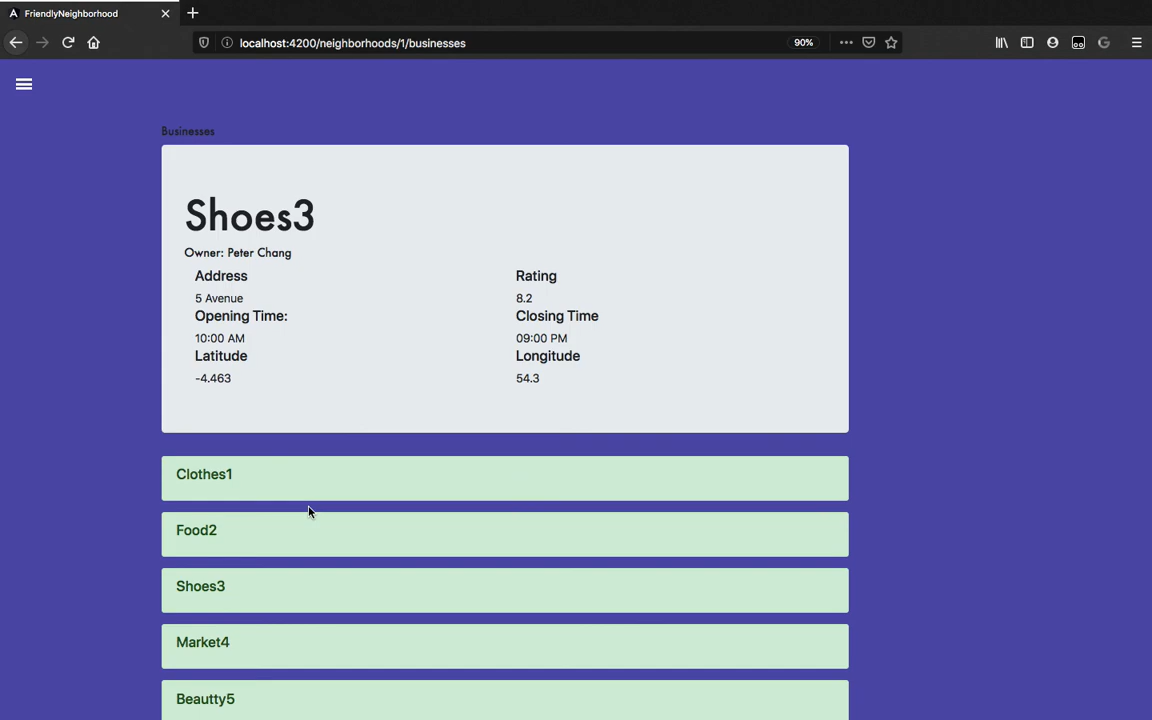 FriendlyNeighborhood
localhost:4200/neighborhoods/1/businesses
90%
Businesses
Shoes3
Owner: Peter Chang
Address
Rating
5 Avenue
8.2
Opening Time:
Closing Time
10:00 AM
09:00 PM
Latitude
Longitude
-4.463
54.3
Clothes1
Food2
Shoes3
Market4
Beautty5